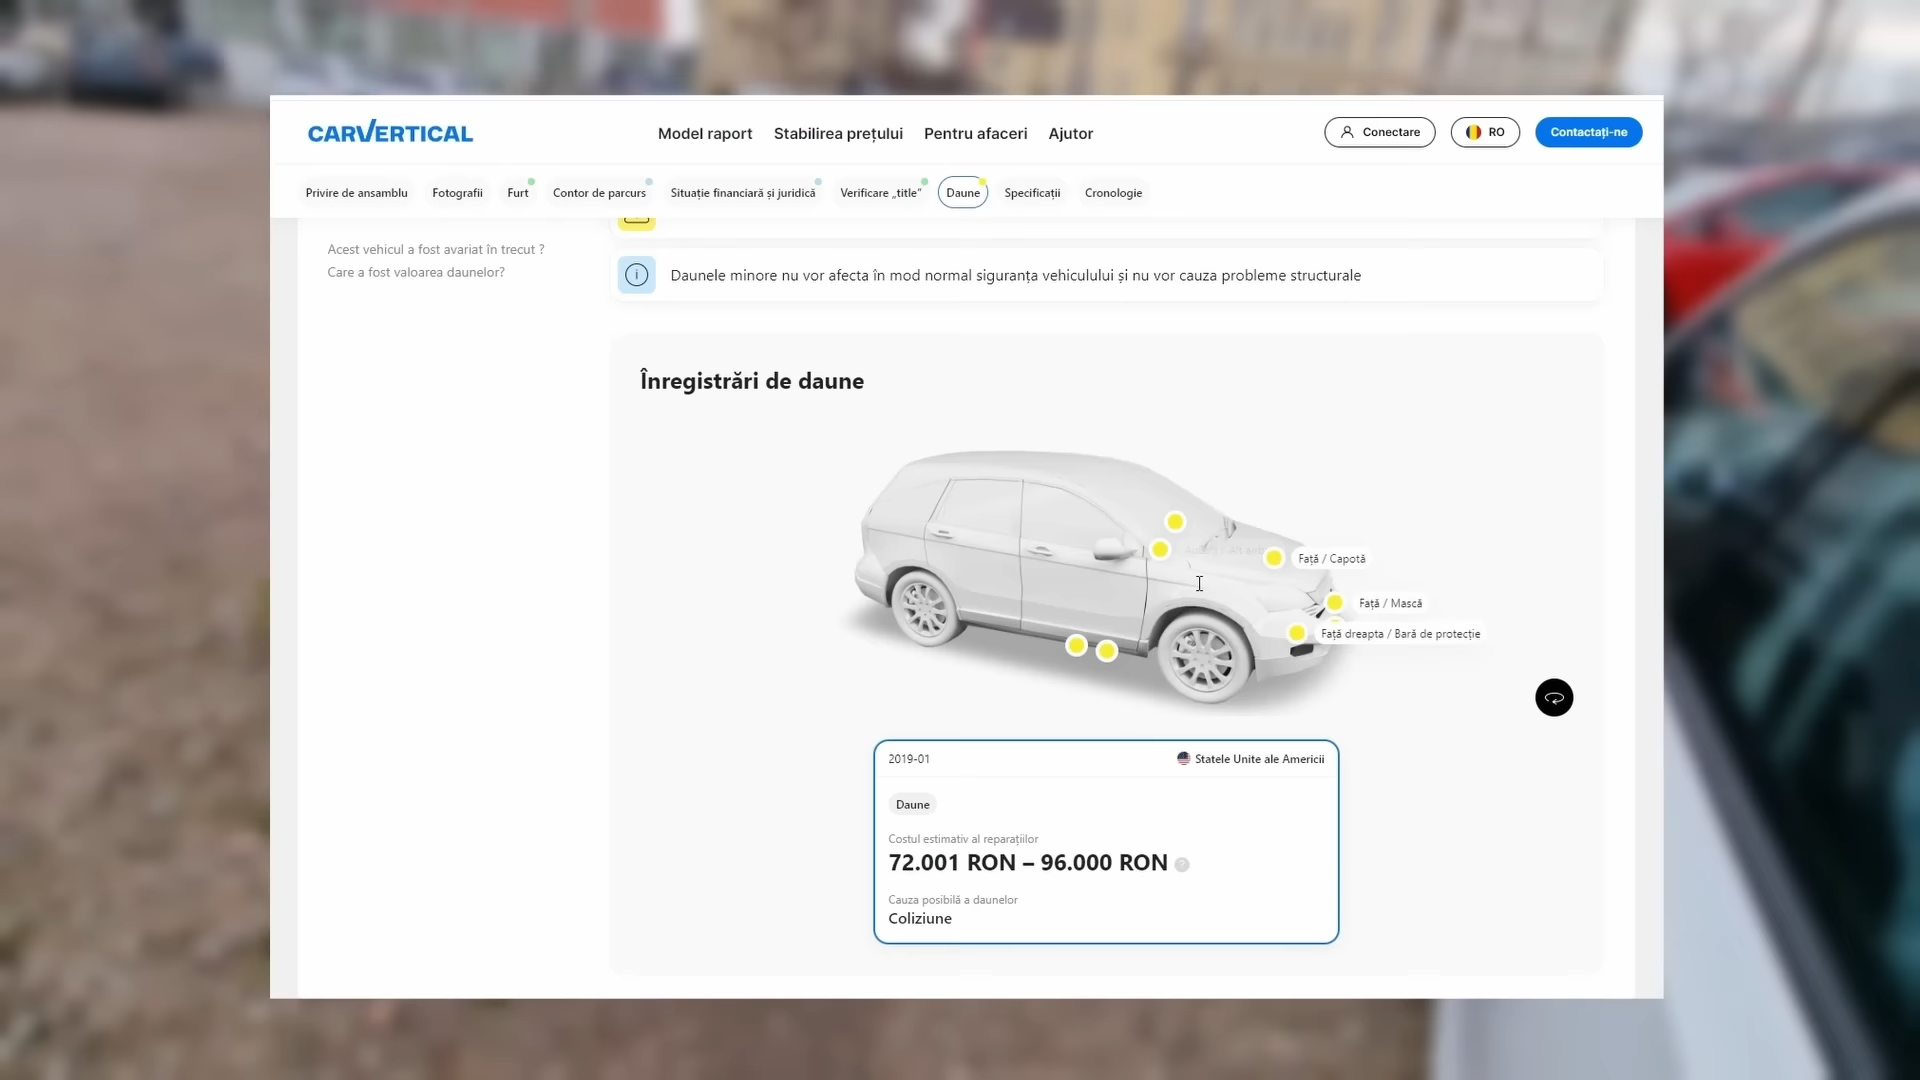 CARVERTICAL
Model raport
Stabilirea prețului
Pentru afaceri
Ajutor
Conectare
RO
Contactați-ne
Privire de ansamblu
Fotografii
Furt
Contor de parcurs
Situație financiară și juridică
Verificare „title”
Daune
Specificații
Cronologie
Acest vehicul a fost avariat în trecut ?
Care a fost valoarea daunelor?
Daunele minore nu vor afecta în mod normal siguranța vehiculului și nu vor cauza probleme structurale
Înregistrări de daune
Față / Capotă
Față / Mască
Față dreapta / Bară de protecție
2019-01
Statele Unite ale Americii
Daune
Costul estimativ al reparațiilor
72.001 RON – 96.000 RON
Cauza posibilă a daunelor
Coliziune